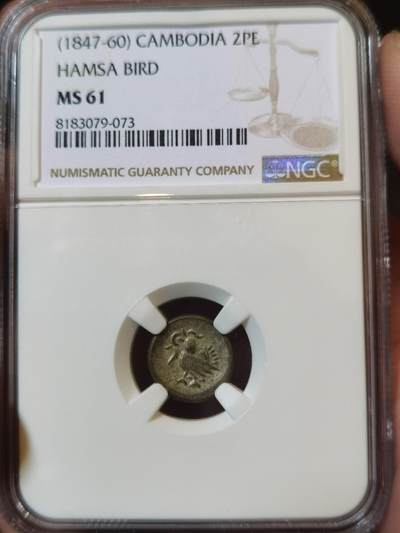 (1847-60) CAMBODIA 2PE
HAMSA BIRD
MS 61
8183079-073
NUMISMATIC GUARANTY COMPANY NGC®